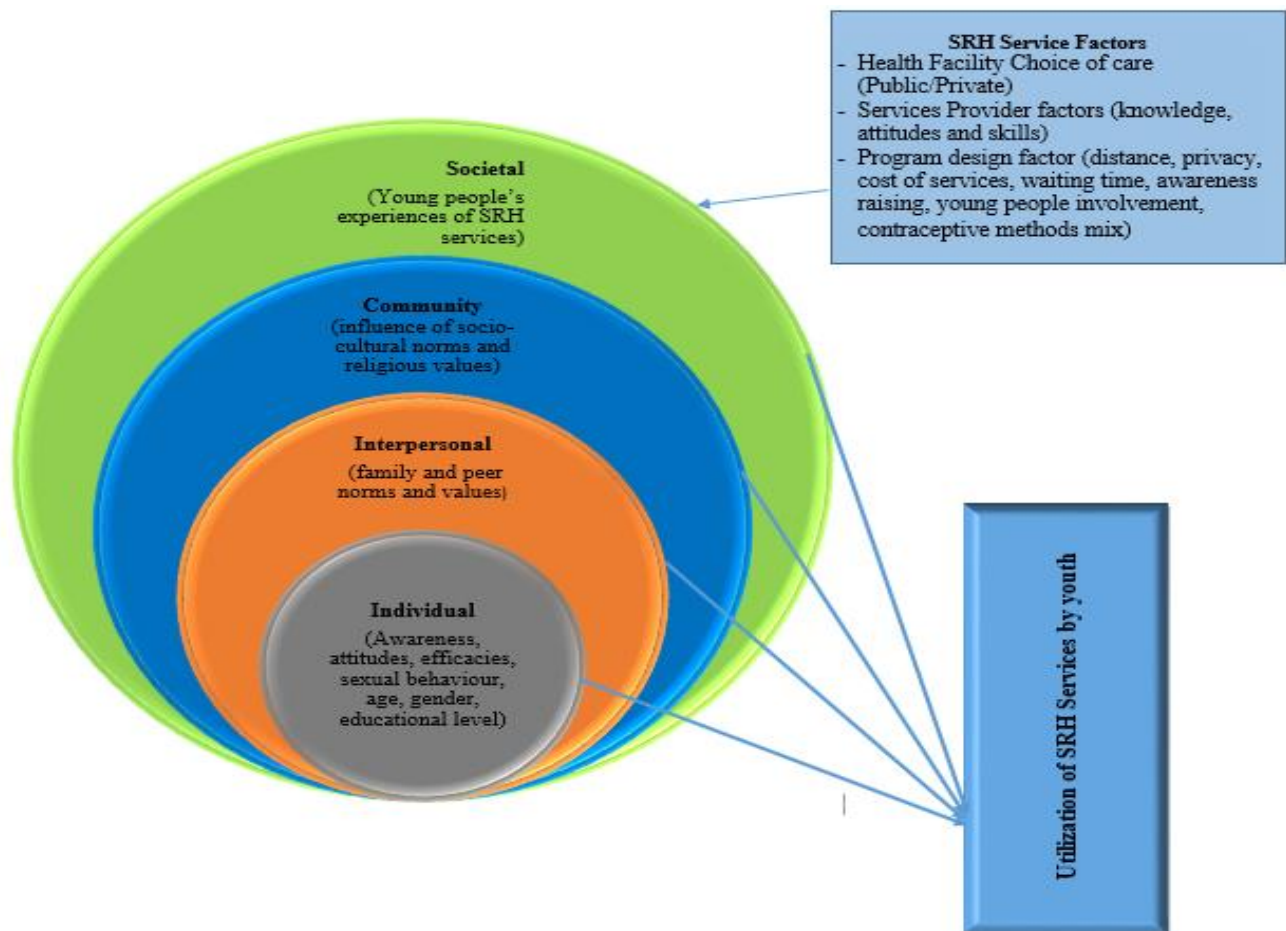 SRH Service Factors
- Health Facility Choice of care
(Public/Private)
- Services Provider factors (knowledge,
attitudes and skills)
- Program design factor (distance, privacy,
cost of services, waiting time, awareness
raising, young people involvement,
contraceptive methods mix)
Societal
(Young people’s
experiences of SRH
services)
Community
(influence of socio-
cultural norms and
religious values)
Interpersonal
(family and peer
norms and values)
Individual
(Awareness,
attitudes, efficacies,
sexual behaviour,
age, gender,
educational level)
Utilization of SRH Services by youth